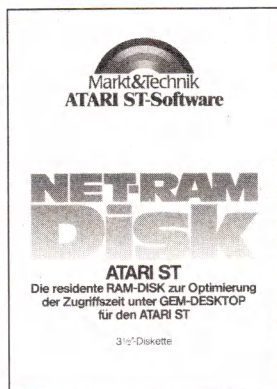 Markt&Technik
ATARI ST-Software
NET-RAM
Disk
ATARI ST
Die residente RAM-DISK zur Optimierung
der Zugriffszeit unter GEM-DESKTOP
für den ATARI ST
3½"-Diskette